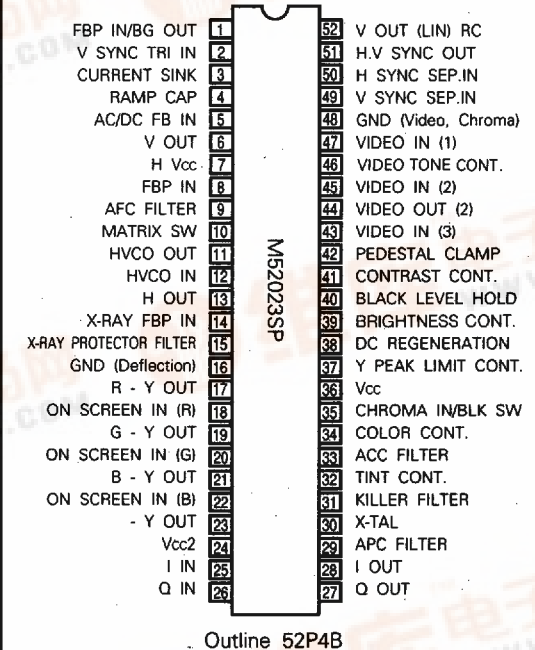 FBP IN/BG OUT 1
V SYNC TRI IN 2
CURRENT SINK 3
RAMP CAP 4
AC/DC FB IN 5
V OUT 6
H Vcc 7
FBP IN 8
AFC FILTER 9
MATRIX SW 10
HVCO OUT 11
HVCO IN 12
H OUT 13
X-RAY FBP IN 14
X-RAY PROTECTOR FILTER 15
GND (Deflection) 16
R - Y OUT 17
ON SCREEN IN (R) 18
G - Y OUT 19
ON SCREEN IN (G) 20
B - Y OUT 21
ON SCREEN IN (B) 22
- Y OUT 23
Vcc2 24
I IN 25
Q IN 26
M52023SP
52 V OUT (LIN) RC
51 H.V SYNC OUT
50 H SYNC SEP.IN
49 V SYNC SEP.IN
48 GND (Video, Chroma)
47 VIDEO IN (1)
46 VIDEO TONE CONT.
45 VIDEO IN (2)
44 VIDEO OUT (2)
43 VIDEO IN (3)
42 PEDESTAL CLAMP
41 CONTRAST CONT.
40 BLACK LEVEL HOLD
39 BRIGHTNESS CONT.
38 DC REGENERATION
37 Y PEAK LIMIT CONT.
36 Vcc
35 CHROMA IN/BLK SW
34 COLOR CONT.
33 ACC FILTER
32 TINT CONT.
31 KILLER FILTER
30 X-TAL
29 APC FILTER
28 I OUT
27 Q OUT
Outline 52P4B